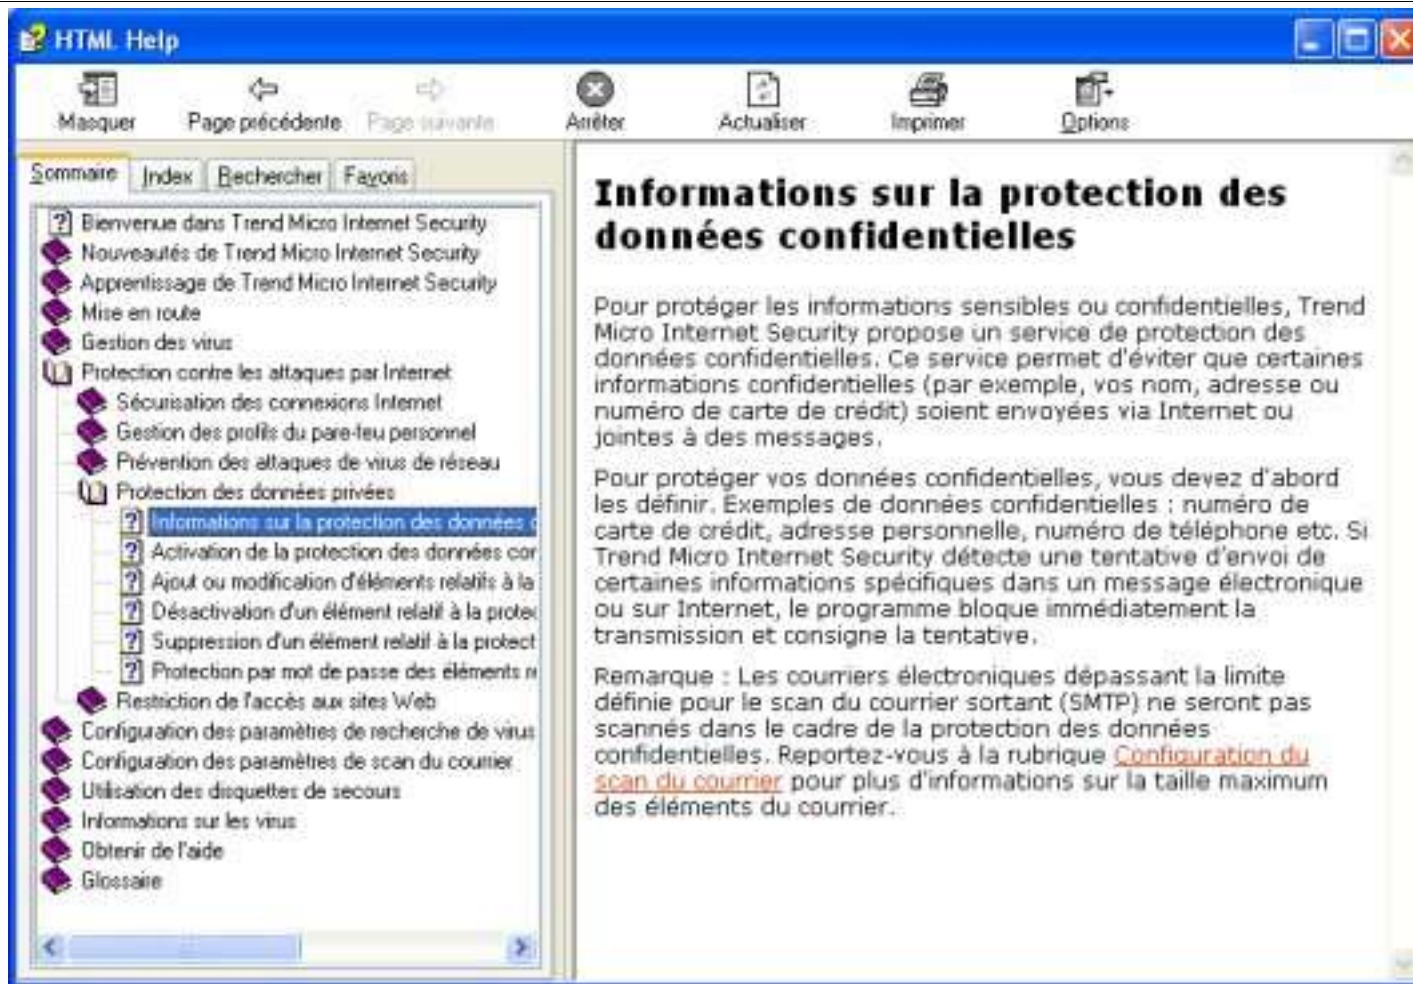 HTML Help
Masquer Page précédente Page suivante Arrêter Actualiser Imprimer Options
Sommaire Index Rechercher Favoris
Bienvenue dans Trend Micro Internet Security
Nouveautés de Trend Micro Internet Security
Apprentissage de Trend Micro Internet Security
Mise en route
Gestion des virus
Protection contre les attaques par Internet
Sécurisation des connexions Internet
Gestion des profils du pare-feu personnel
Prévention des attaques de virus de réseau
Protection des données privées
Informations sur la protection des données c
Activation de la protection des données con
Ajout ou modification d'éléments relatifs à la
Désactivation d'un élément relatif à la protec
Suppression d'un élément relatif à la protect
Protection par mot de passe des éléments re
Restriction de l'accès aux sites Web
Configuration des paramètres de recherche de virus
Configuration des paramètres de scan du courrier
Utilisation des disquettes de secours
Informations sur les virus
Obtenir de l'aide
Glossaire
Informations sur la protection des
données confidentielles
Pour protéger les informations sensibles ou confidentielles, Trend
Micro Internet Security propose un service de protection des
données confidentielles. Ce service permet d'éviter que certaines
informations confidentielles (par exemple, vos nom, adresse ou
numéro de carte de crédit) soient envoyées via Internet ou
jointes à des messages.
Pour protéger vos données confidentielles, vous devez d'abord
les définir. Exemples de données confidentielles : numéro de
carte de crédit, adresse personnelle, numéro de téléphone etc. Si
Trend Micro Internet Security détecte une tentative d'envoi de
certaines informations spécifiques dans un message électronique
ou sur Internet, le programme bloque immédiatement la
transmission et consigne la tentative.
Remarque : Les courriers électroniques dépassant la limite
définie pour le scan du courrier sortant (SMTP) ne seront pas
scannés dans le cadre de la protection des données
confidentielles. Reportez-vous à la rubrique Configuration du
scan du courrier pour plus d'informations sur la taille maximum
des éléments du courrier.